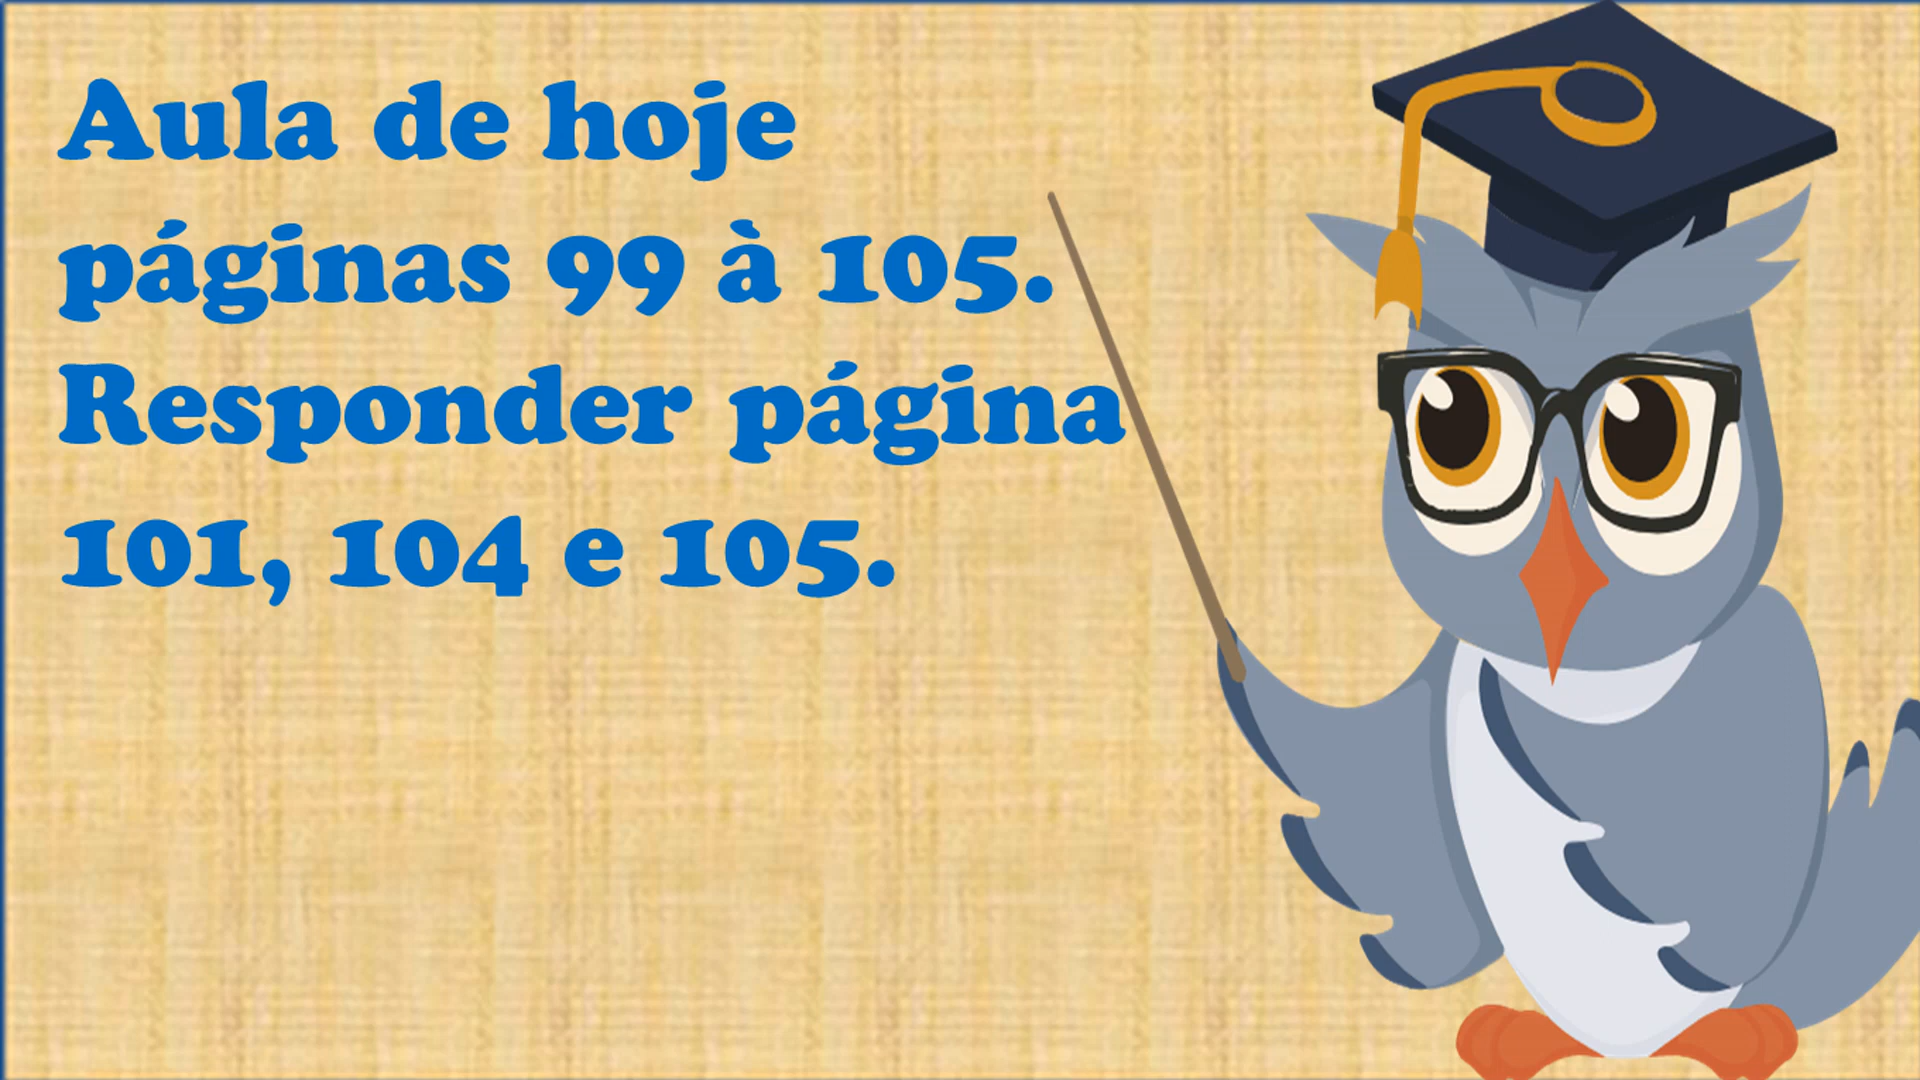 Aula de hoje
páginas 99 à 105.
Responder página
101, 104 e 105.